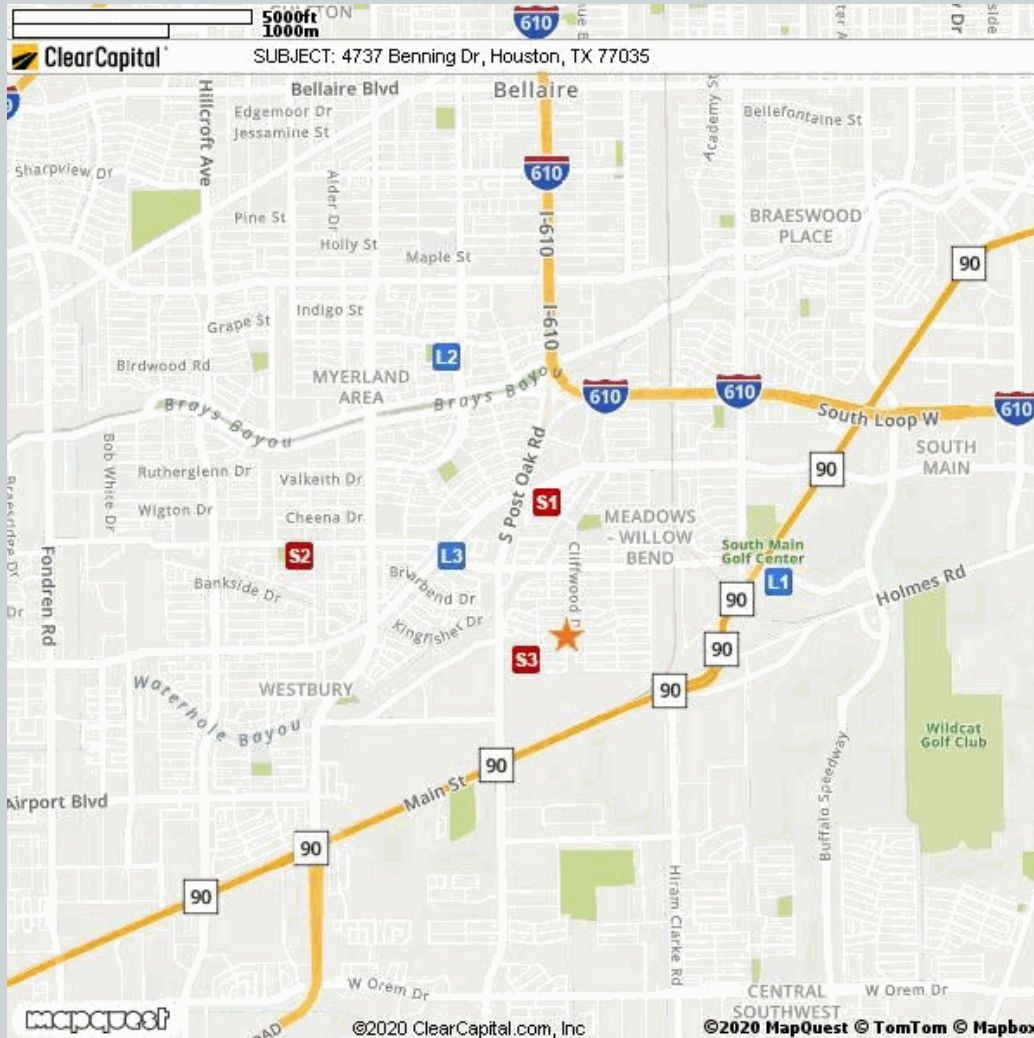 5000ft
1000m
610
ClearCapital
SUBJECT: 4737 Benning Dr, Houston, TX 77035
Hillcroft Ave
Bellaire Blvd
Bellaire
Edgemoor Dr
Jessamine St
Academy St
Bellefontaine St
Sharpview Dr
Alder Dr
610
Pine St
I-610
BRAESWOOD
PLACE
Holly St
Maple St
90
Indigo St
I-610
Grape St
Birdwood Rd
L2
MYERLAND
AREA
Brays Bayou
Brays Bayou
610
610
610
South Loop W
Bob White Dr
S Post Oak Rd
SOUTH
MAIN
Rutherglenn Dr
Valkeith Dr
90
Braesridge Dr
Wigton Dr
Cheena Dr
S1
MEADOWS
- WILLOW
BEND
S2
L3
Cliffwood D
South Main
Golf Center
Fondren Rd
Bankside Dr
Briarbend Dr
L1
Holmes Rd
90
Dr
Kingfisher Dr
S3
90
Waterhole Bayou
WESTBURY
90
Wildcat
Golf Club
90
Buffalo Speedway
Airport Blvd
Main St
90
90
Hiram Clarke Rd
W Orem Dr
CENTRAL
SOUTHWEST
W Orem Dr
mapquest
©2020 ClearCapital.com, Inc
©2020 MapQuest © TomTom © Mapbox